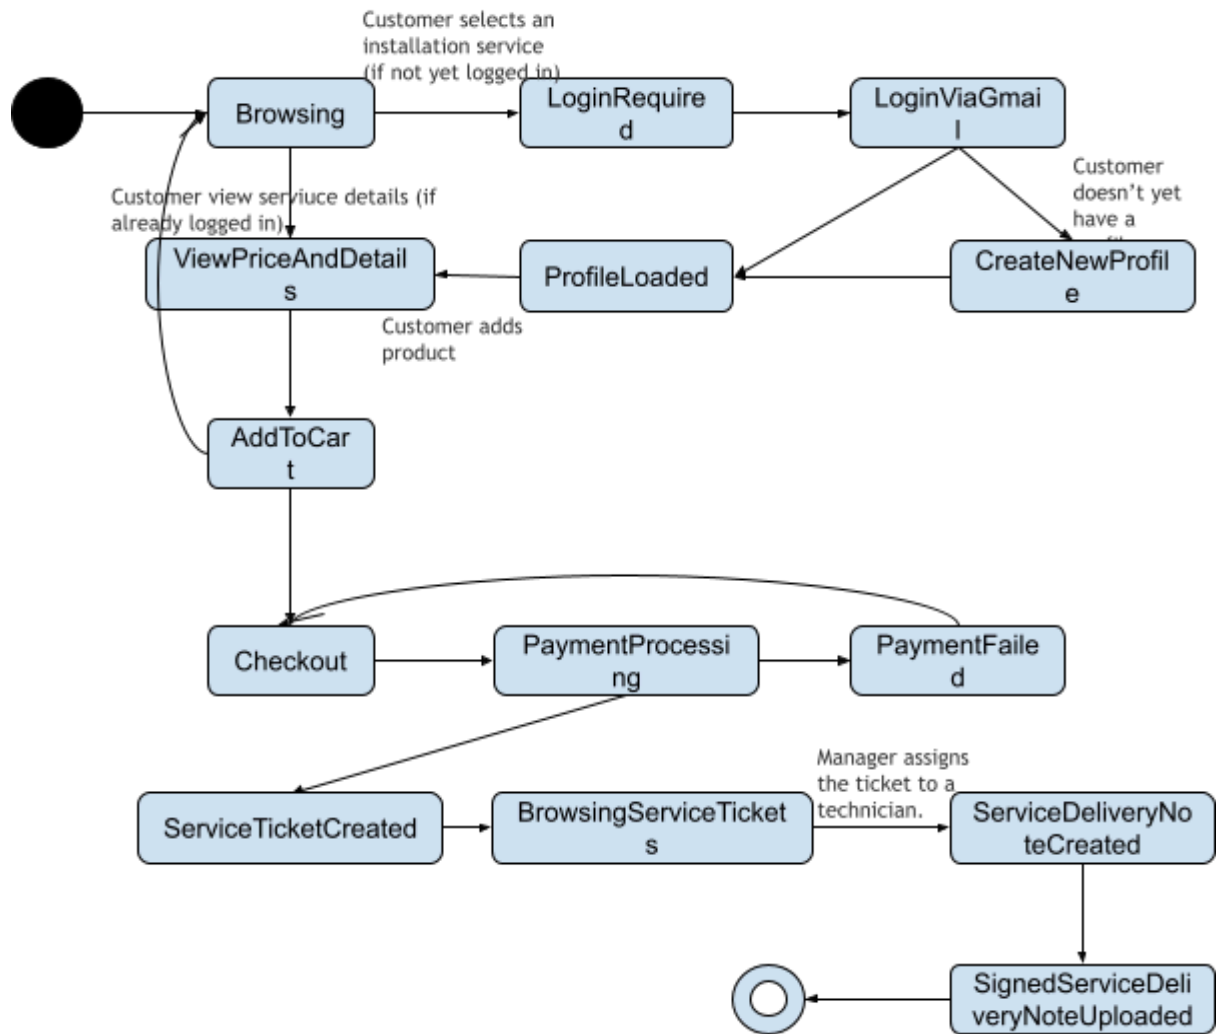 Customer selects an
installation service
(if not yet logged in)
Browsing
LoginRequire
d
LoginViaGmai
l
Customer view serviuce details (if
already logged in)
Customer
doesn't yet
have a
ViewPriceAndDetail
s
ProfileLoaded
CreateNewProfil
e
Customer adds
product
AddToCar
t
Checkout
PaymentProcessi
ng
PaymentFaile
d
Manager assigns
the ticket to a
technician.
ServiceTicketCreated
BrowsingServiceTicket
s
ServiceDeliveryNo
teCreated
SignedServiceDeli
veryNoteUploaded